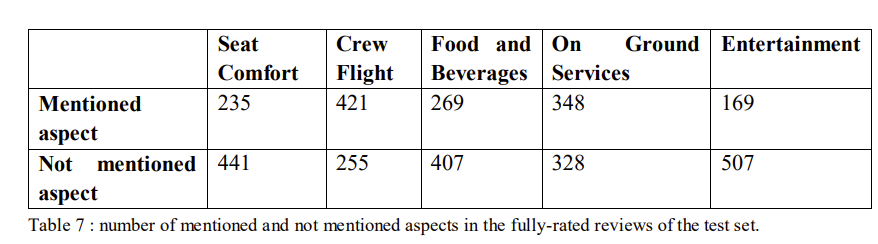 Seat Crew Food and On Ground Entertainment
Comfort Flight Beverages Services
Mentioned 235 421 269 348 169
aspect
Not mentioned 441 255 407 328 507
aspect
Table 7 : number of mentioned and not mentioned aspects in the fully-rated reviews of the test set.